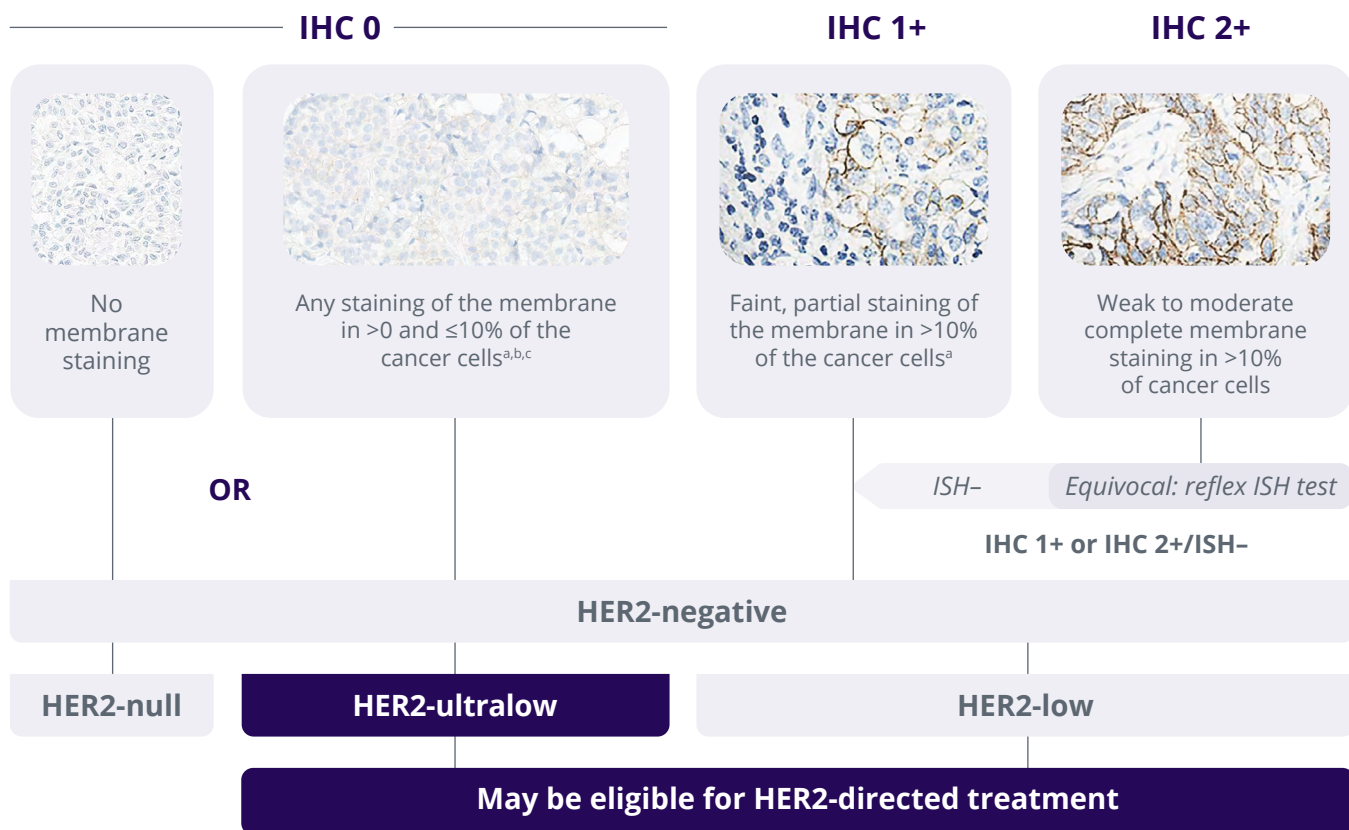 IHC 0
IHC 1+
IHC 2+
No
membrane
staining
Any staining of the membrane
in >0 and ≤10% of the
cancer cellsa,b,c
Faint, partial staining of
the membrane in >10%
of the cancer cellsa
Weak to moderate
complete membrane
staining in >10%
of cancer cells
OR
ISH–
Equivocal: reflex ISH test
IHC 1+ or IHC 2+/ISH–
HER2-negative
HER2-null
HER2-ultralow
HER2-low
May be eligible for HER2-directed treatment